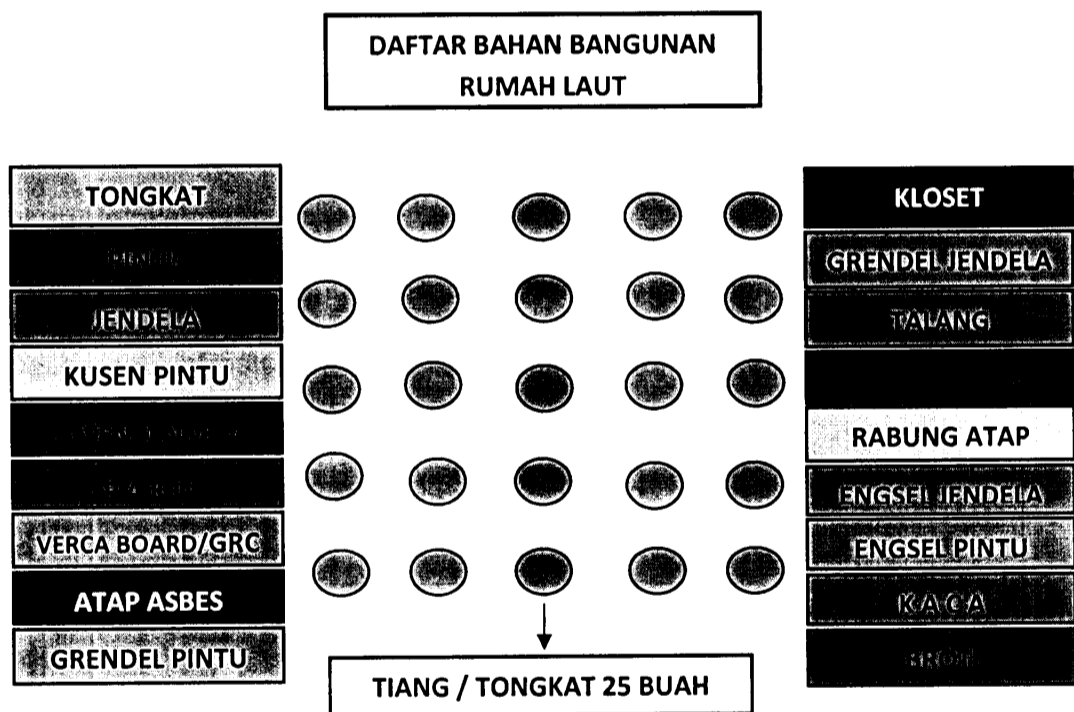 DAFTAR BAHAN BANGUNAN
RUMAH LAUT
TONGKAT
JENDELA
KUSEN PINTU
VERCA BOARD/GRC
ATAP ASBES
GRENDEL PINTU
TIANG / TONGKAT 25 BUAH
KLOSET
GRENDEL JENDELA
TALANG
RABUNG ATAP
ENGSEL JENDELA
ENGSEL PINTU
K A C A